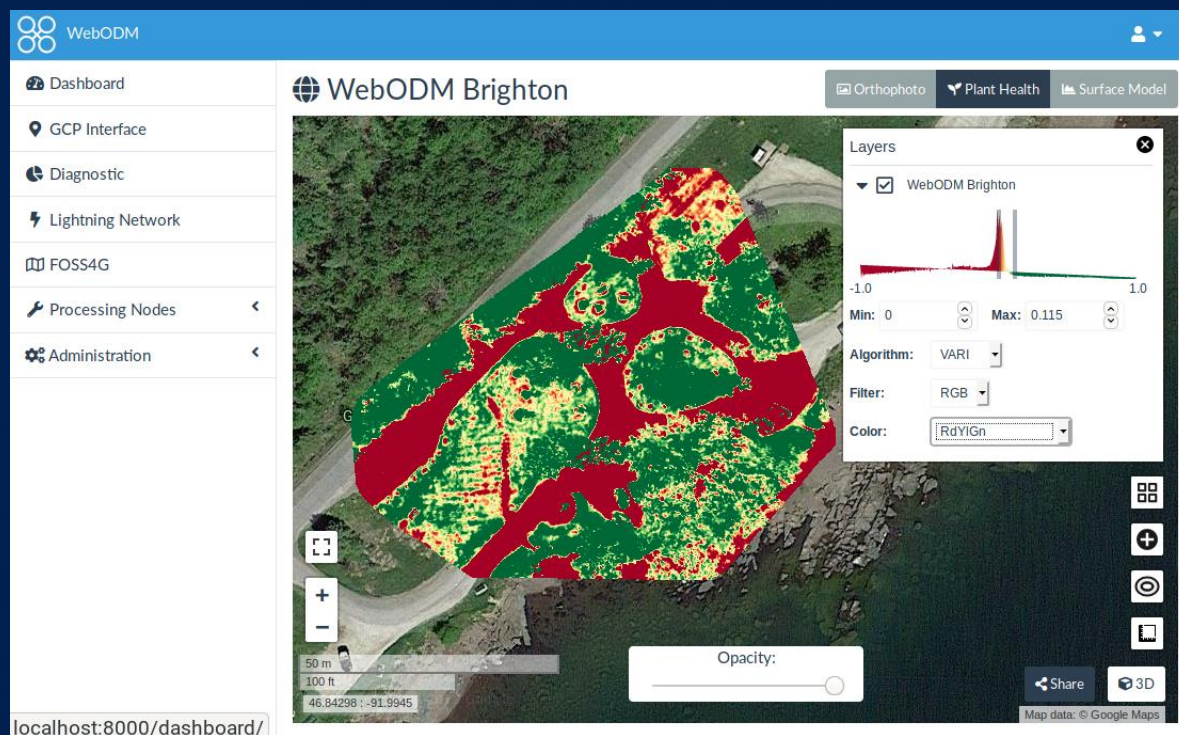 WebODM
Dashboard
GCP Interface
Diagnostic
Lightning Network
FOSS4G
Processing Nodes
Administration
WebODM Brighton
Orthophoto
Plant Health
Surface Model
Layers
WebODM Brighton
-1.0 1.0
Min: 0 Max: 0.115
Algorithm: VARI
Filter: RGB
Color: RdYlGn
G
+
−
50 m
100 ft
46.84298 : -91.9945
Opacity:
Share
3D
Map data: © Google Maps
localhost:8000/dashboard/